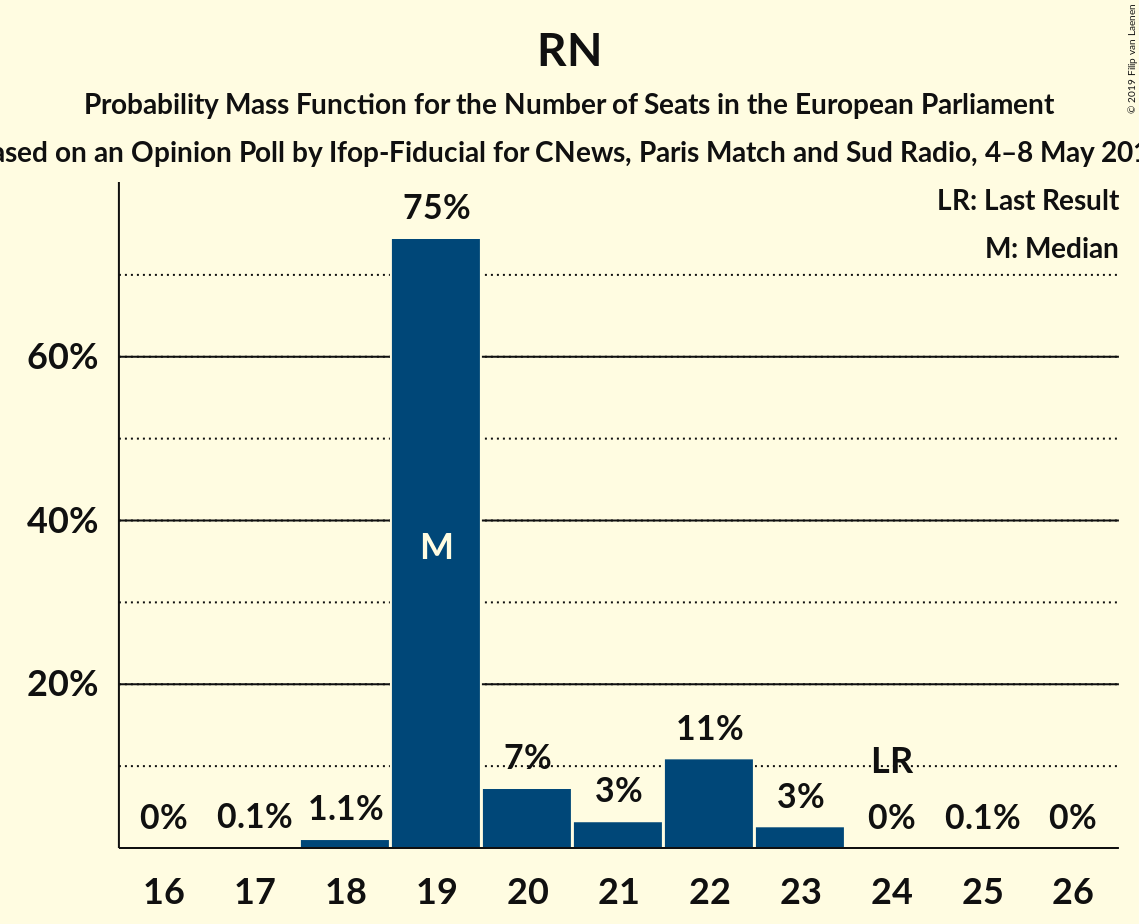 RN
Probability Mass Function for the Number of Seats in the European Parliament
ased on an Opinion Poll by Ifop-Fiducial for CNews, Paris Match and Sud Radio, 4–8 May 201
© 2019 Filip van Laenen
LR: Last Result
M: Median
75%
60%
40%
M
20%
11%
7%
LR
3%
3%
0%
0.1%
1.1%
0%
0.1%
0%
16 17 18 19 20 21 22 23 24 25 26